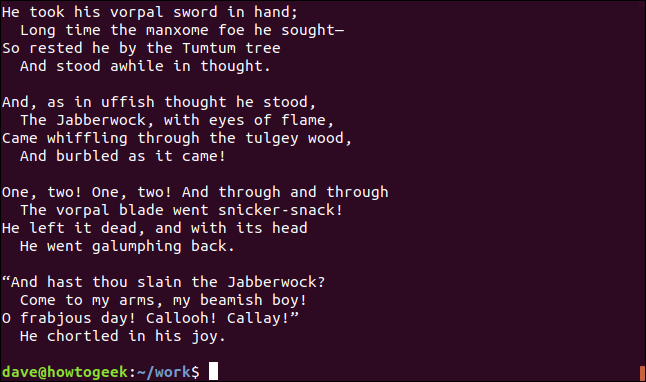 He took his vorpal sword in hand;
  Long time the manxome foe he sought—
So rested he by the Tumtum tree
  And stood awhile in thought.

And, as in uffish thought he stood,
  The Jabberwock, with eyes of flame,
Came whiffling through the tulgey wood,
  And burbled as it came!

One, two! One, two! And through and through
  The vorpal blade went snicker-snack!
He left it dead, and with its head
  He went galumphing back.

“And hast thou slain the Jabberwock?
  Come to my arms, my beamish boy!
O frabjous day! Callooh! Callay!”
  He chortled in his joy.

dave@howtogeek:~/work$